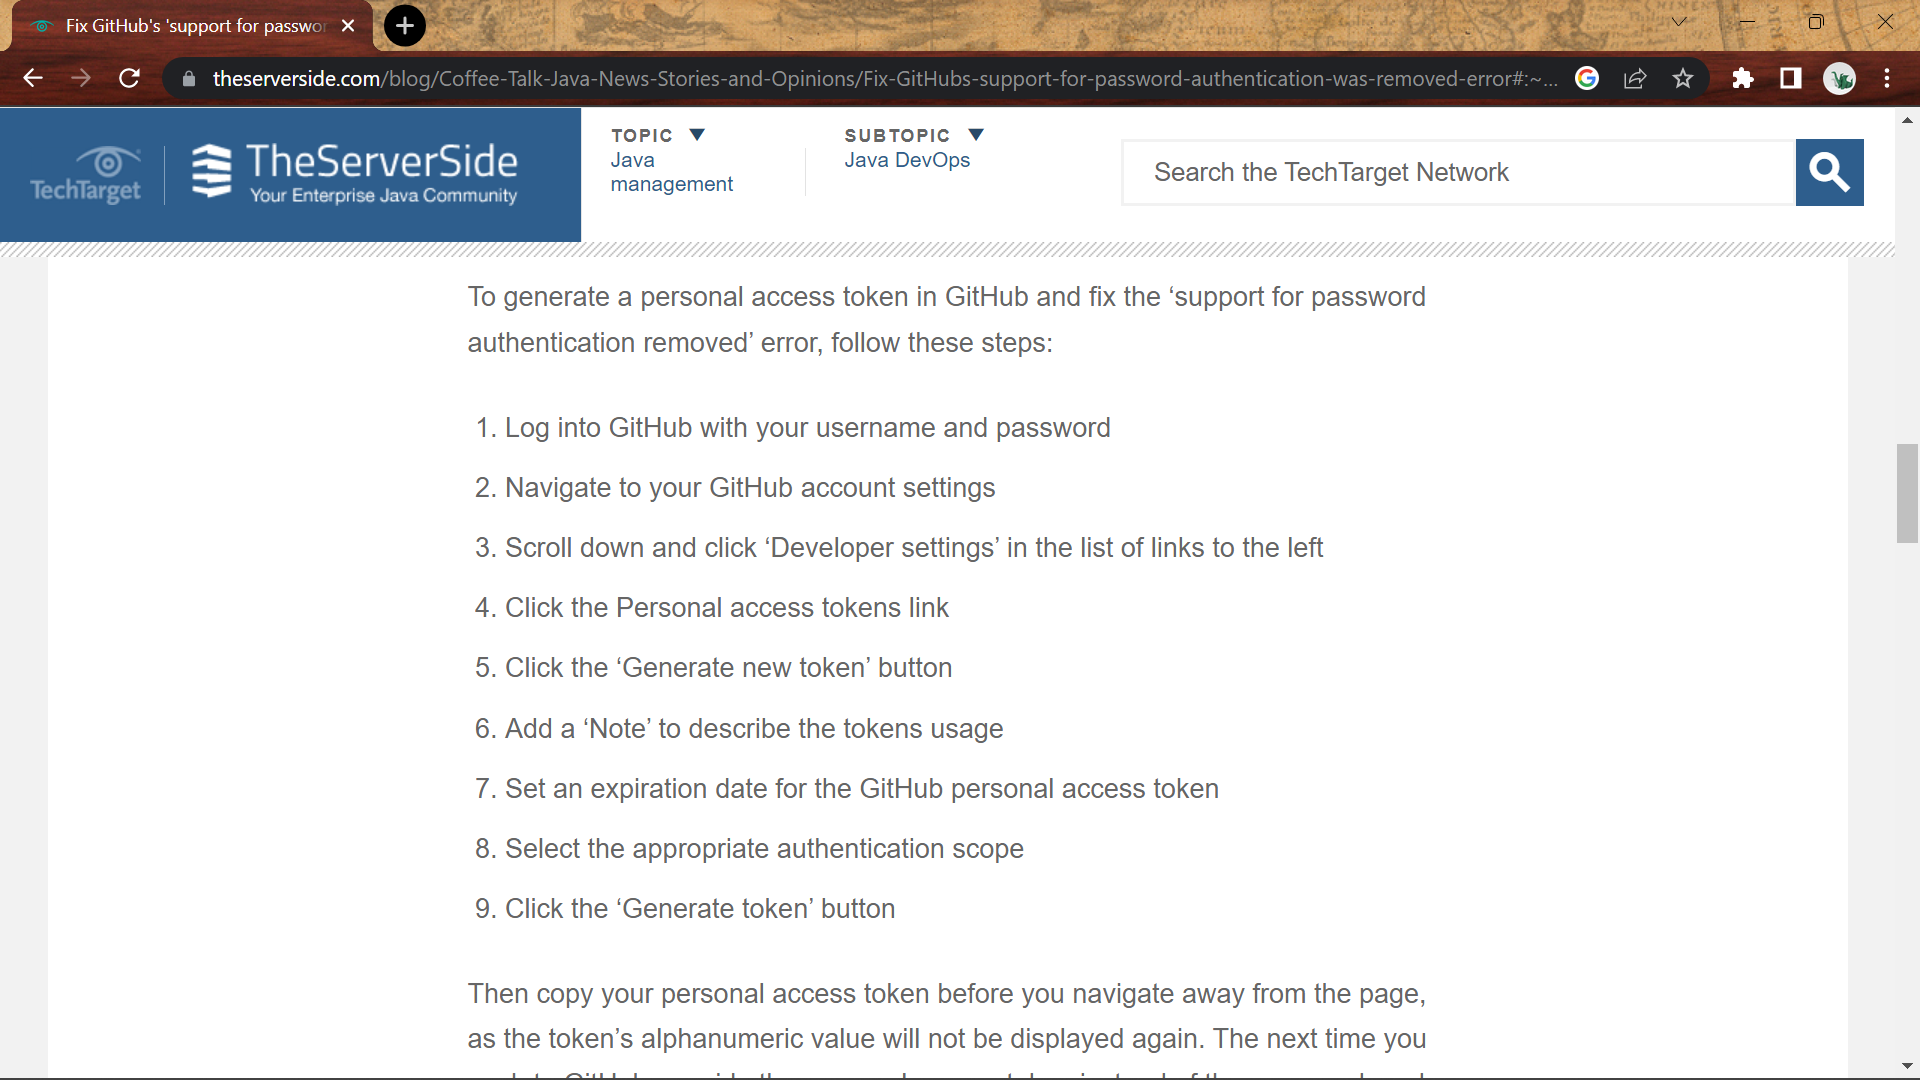 Fix GitHub's 'support for passwo
theserverside.com/blog/Coffee-Talk-Java-News-Stories-and-Opinions/Fix-GitHubs-support-for-password-authentication-was-removed-error#:~...
TechTarget
TheServerSide
Your Enterprise Java Community
TOPIC
Java
management
SUBTOPIC
Java DevOps
Search the TechTarget Network
To generate a personal access token in GitHub and fix the ‘support for password
authentication removed’ error, follow these steps:
1. Log into GitHub with your username and password
2. Navigate to your GitHub account settings
3. Scroll down and click ‘Developer settings’ in the list of links to the left
4. Click the Personal access tokens link
5. Click the ‘Generate new token’ button
6. Add a ‘Note’ to describe the tokens usage
7. Set an expiration date for the GitHub personal access token
8. Select the appropriate authentication scope
9. Click the ‘Generate token’ button
Then copy your personal access token before you navigate away from the page,
as the token’s alphanumeric value will not be displayed again. The next time you